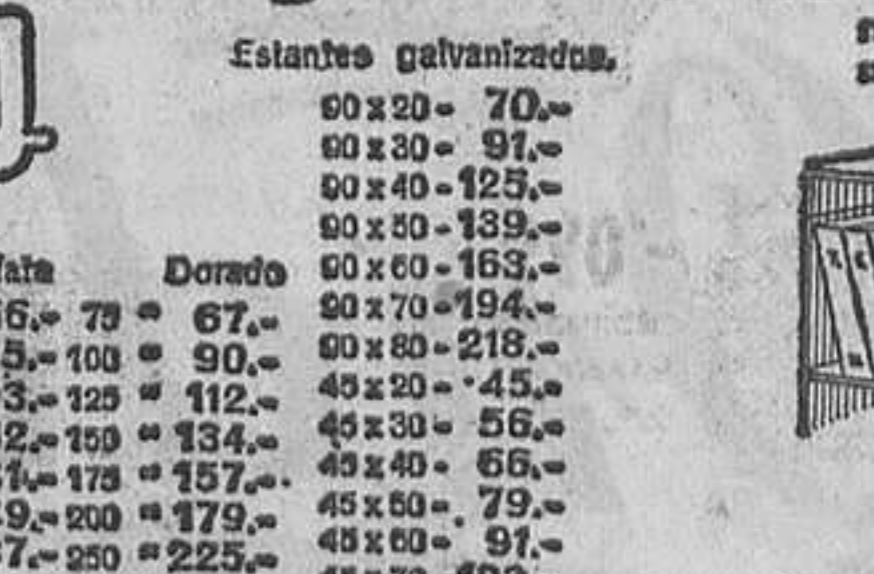 Estantes galvanizados.
90 x 20 - 70.-
90 x 30 - 91.-
90 x 40 - 125.-
90 x 50 - 139.-
90 x 60 - 163.-
90 x 70 - 194.-
90 x 80 - 218.-
45 x 20 - 45.-
45 x 30 - 56.-
45 x 40 - 66.-
45 x 50 - 79.-
45 x 60 - 91.-
Dorado
75 " 67.-
100 " 90.-
125 " 112.-
150 " 134.-
175 " 157.-
200 " 179.-
250 " 225.-